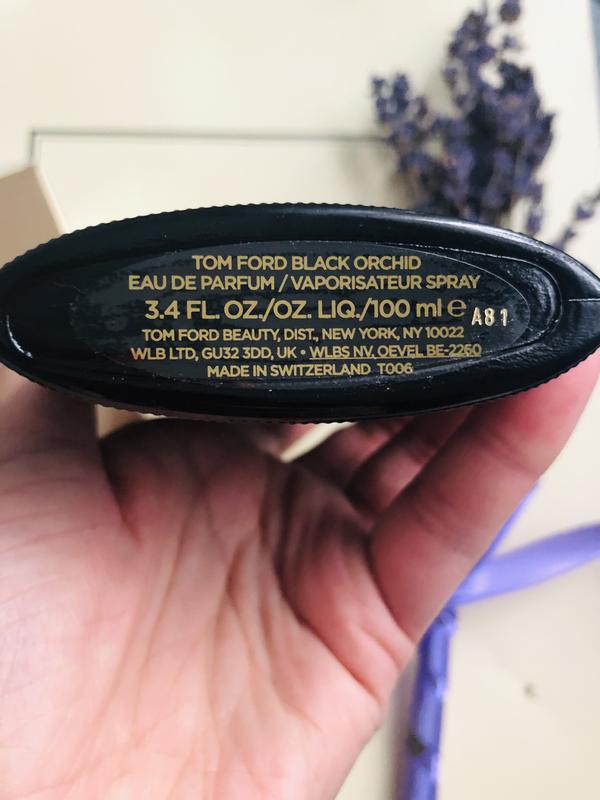 TOM FORD BLACK ORCHID
EAU DE PARFUM / VAPORISATEUR SPRAY
3.4 FL. OZ./OZ. LIQ./100 ml ℮ A81
TOM FORD BEAUTY, DIST., NEW YORK, NY 10022
WLB LTD, GU32 3DD, UK • WLBS NV, OEVEL BE-2260
MADE IN SWITZERLAND T006